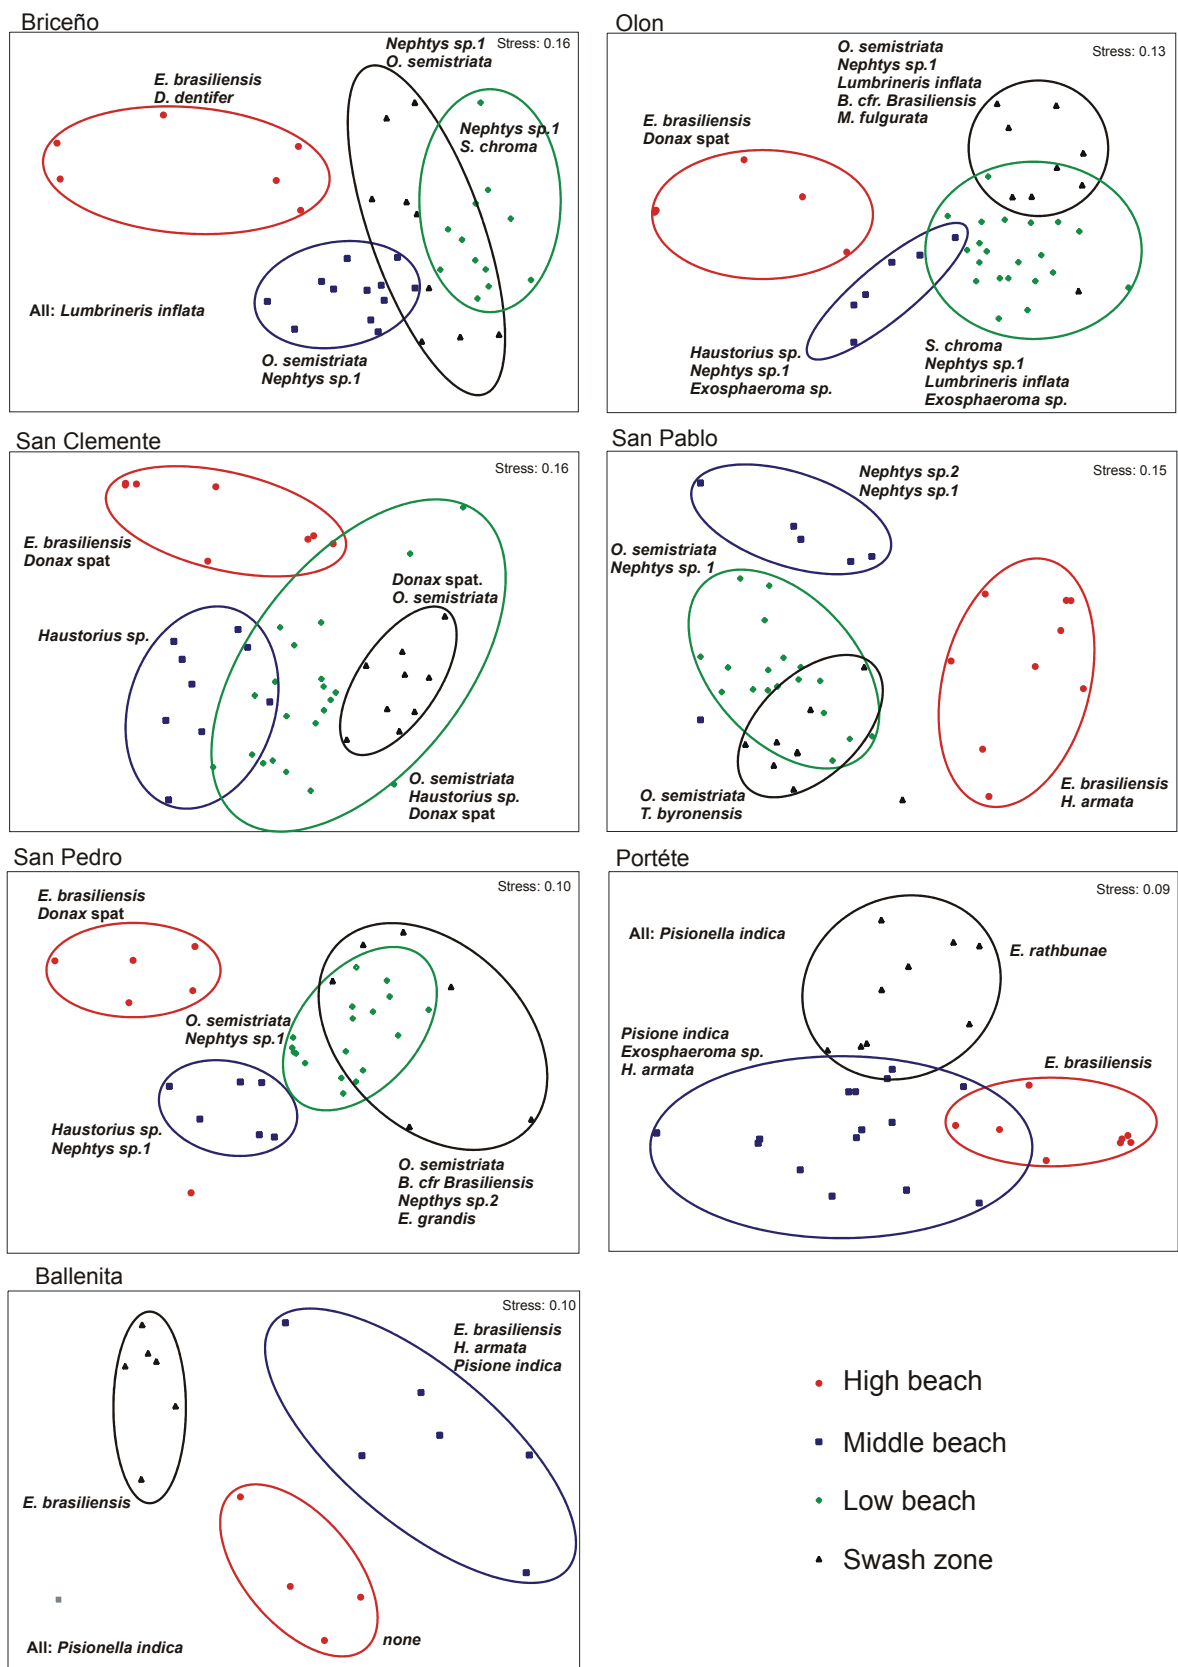 Briceño
Stress: 0.16
Nephtys sp.1
O. semistriata
E. brasiliensis
D. dentifer
Nephtys sp.1
S. chroma
All: Lumbrineris inflata
O. semistriata
Nephtys sp.1
Olon
Stress: 0.13
O. semistriata
Nephtys sp.1
Lumbrineris inflata
B. cfr. Brasiliensis
M. fulgurata
E. brasiliensis
Donax spat
Haustorius sp.
Nephtys sp.1
Exosphaeroma sp.
S. chroma
Nephtys sp.1
Lumbrineris inflata
Exosphaeroma sp.
San Clemente
Stress: 0.16
E. brasiliensis
Donax spat
Donax spat.
O. semistriata
Haustorius sp.
O. semistriata
Haustorius sp.
Donax spat
San Pablo
Stress: 0.15
Nephtys sp.2
Nephtys sp.1
O. semistriata
Nephtys sp. 1
O. semistriata
T. byronensis
E. brasiliensis
H. armata
San Pedro
Stress: 0.10
E. brasiliensis
Donax spat
O. semistriata
Nephtys sp.1
Haustorius sp.
Nephtys sp.1
O. semistriata
B. cfr Brasiliensis
Nepthys sp.2
E. grandis
Portéte
Stress: 0.09
All: Pisionella indica
E. rathbunae
Pisione indica
Exosphaeroma sp.
H. armata
E. brasiliensis
Ballenita
Stress: 0.10
E. brasiliensis
H. armata
Pisione indica
E. brasiliensis
none
All: Pisionella indica
High beach
Middle beach
Low beach
Swash zone